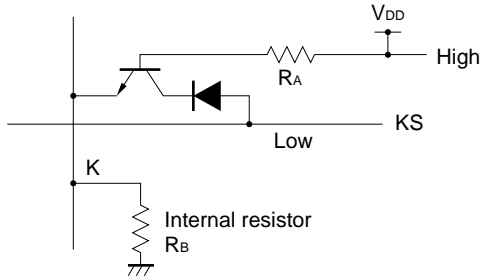 VDD
High
RA
KS
Low
K
Internal resistor
RB